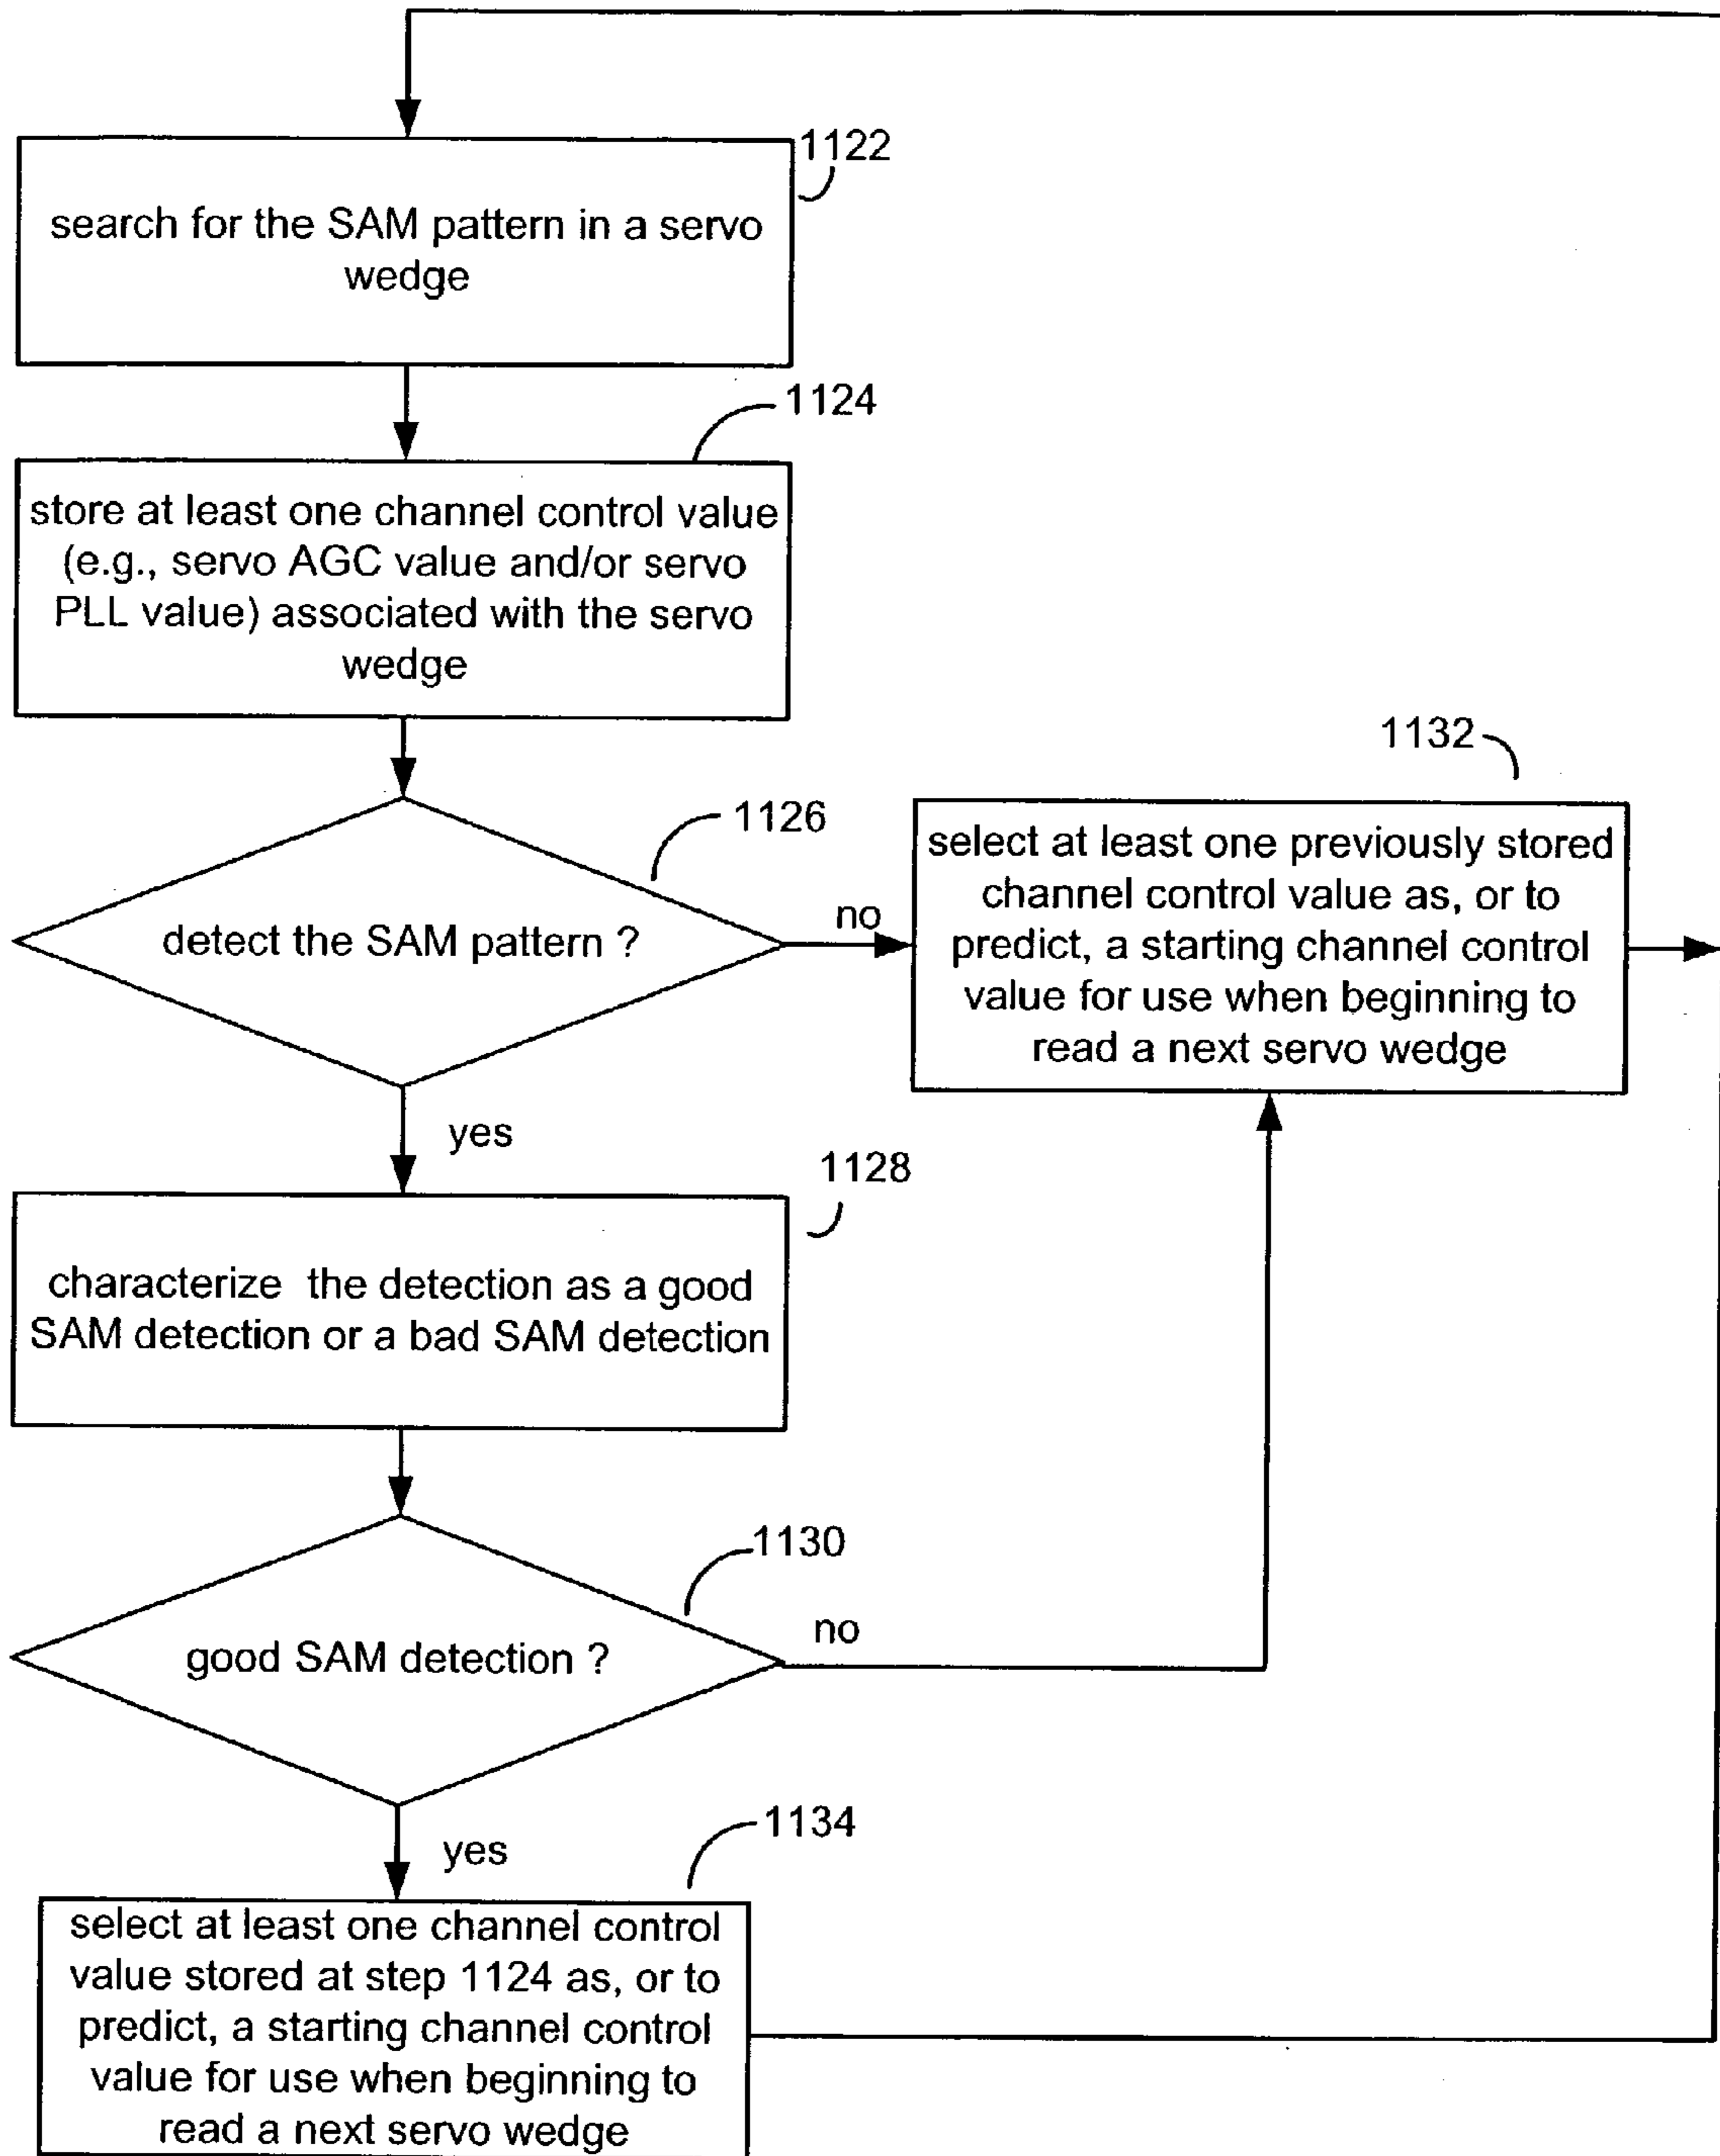 1122
search for the SAM pattern in a servo
wedge
1124
store at least one channel control value
(e.g., servo AGC value and/or servo
PLL value) associated with the servo
wedge
1126
detect the SAM pattern ?
no
yes
1132
select at least one previously stored
channel control value as, or to
predict, a starting channel control
value for use when beginning to
read a next servo wedge
1128
characterize the detection as a good
SAM detection or a bad SAM detection
1130
good SAM detection ?
no
yes
1134
select at least one channel control
value stored at step 1124 as, or to
predict, a starting channel control
value for use when beginning to
read a next servo wedge